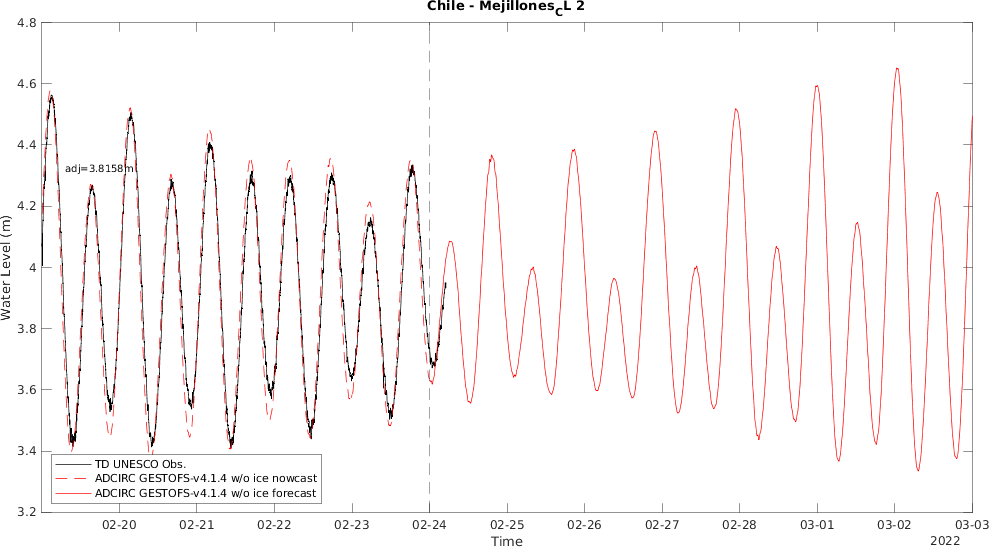 Chile - Mejillones_CL 2
4.8
4.6
4.4
4.2
4
3.8
3.6
3.4
3.2
Water Level (m)
adj=3.8158m
TD UNESCO Obs.
ADCIRC GESTOFS-v4.1.4 w/o ice nowcast
ADCIRC GESTOFS-v4.1.4 w/o ice forecast
02-20 02-21 02-22 02-23 02-24 02-25 02-26 02-27 02-28 03-01 03-02 03-03
Time
2022